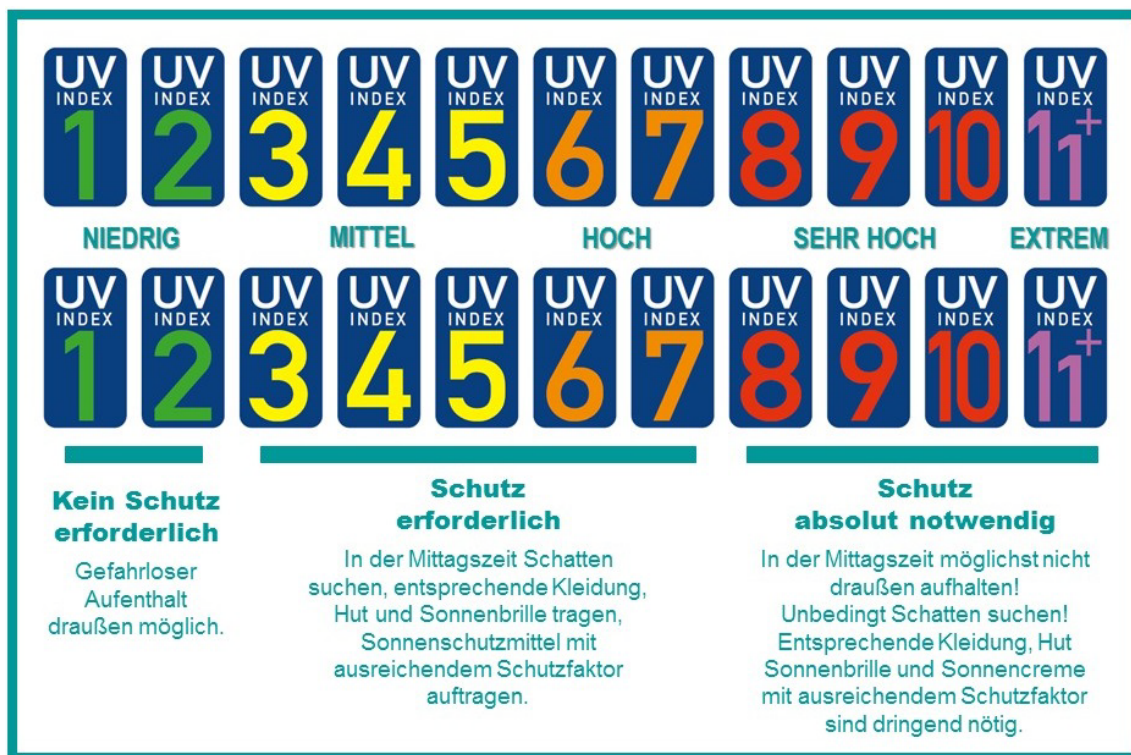 UV UV UV UV UV UV UV UV UV UV UV
INDEX INDEX INDEX INDEX INDEX INDEX INDEX INDEX INDEX INDEX INDEX
1 2 3 4 5 6 7 8 9 10 11+
NIEDRIG MITTEL HOCH SEHR HOCH EXTREM
UV UV UV UV UV UV UV UV UV UV UV
INDEX INDEX INDEX INDEX INDEX INDEX INDEX INDEX INDEX INDEX INDEX
1 2 3 4 5 6 7 8 9 10 11+
Kein Schutz
erforderlich
Gefahrloser
Aufenthalt
draußen möglich.
Schutz
erforderlich
In der Mittagszeit Schatten
suchen, entsprechende Kleidung,
Hut und Sonnenbrille tragen,
Sonnenschutzmittel mit
ausreichendem Schutzfaktor
auftragen.
Schutz
absolut notwendig
In der Mittagszeit möglichst nicht
draußen aufhalten!
Unbedingt Schatten suchen!
Entsprechende Kleidung, Hut
Sonnenbrille und Sonnencreme
mit ausreichendem Schutzfaktor
sind dringend nötig.